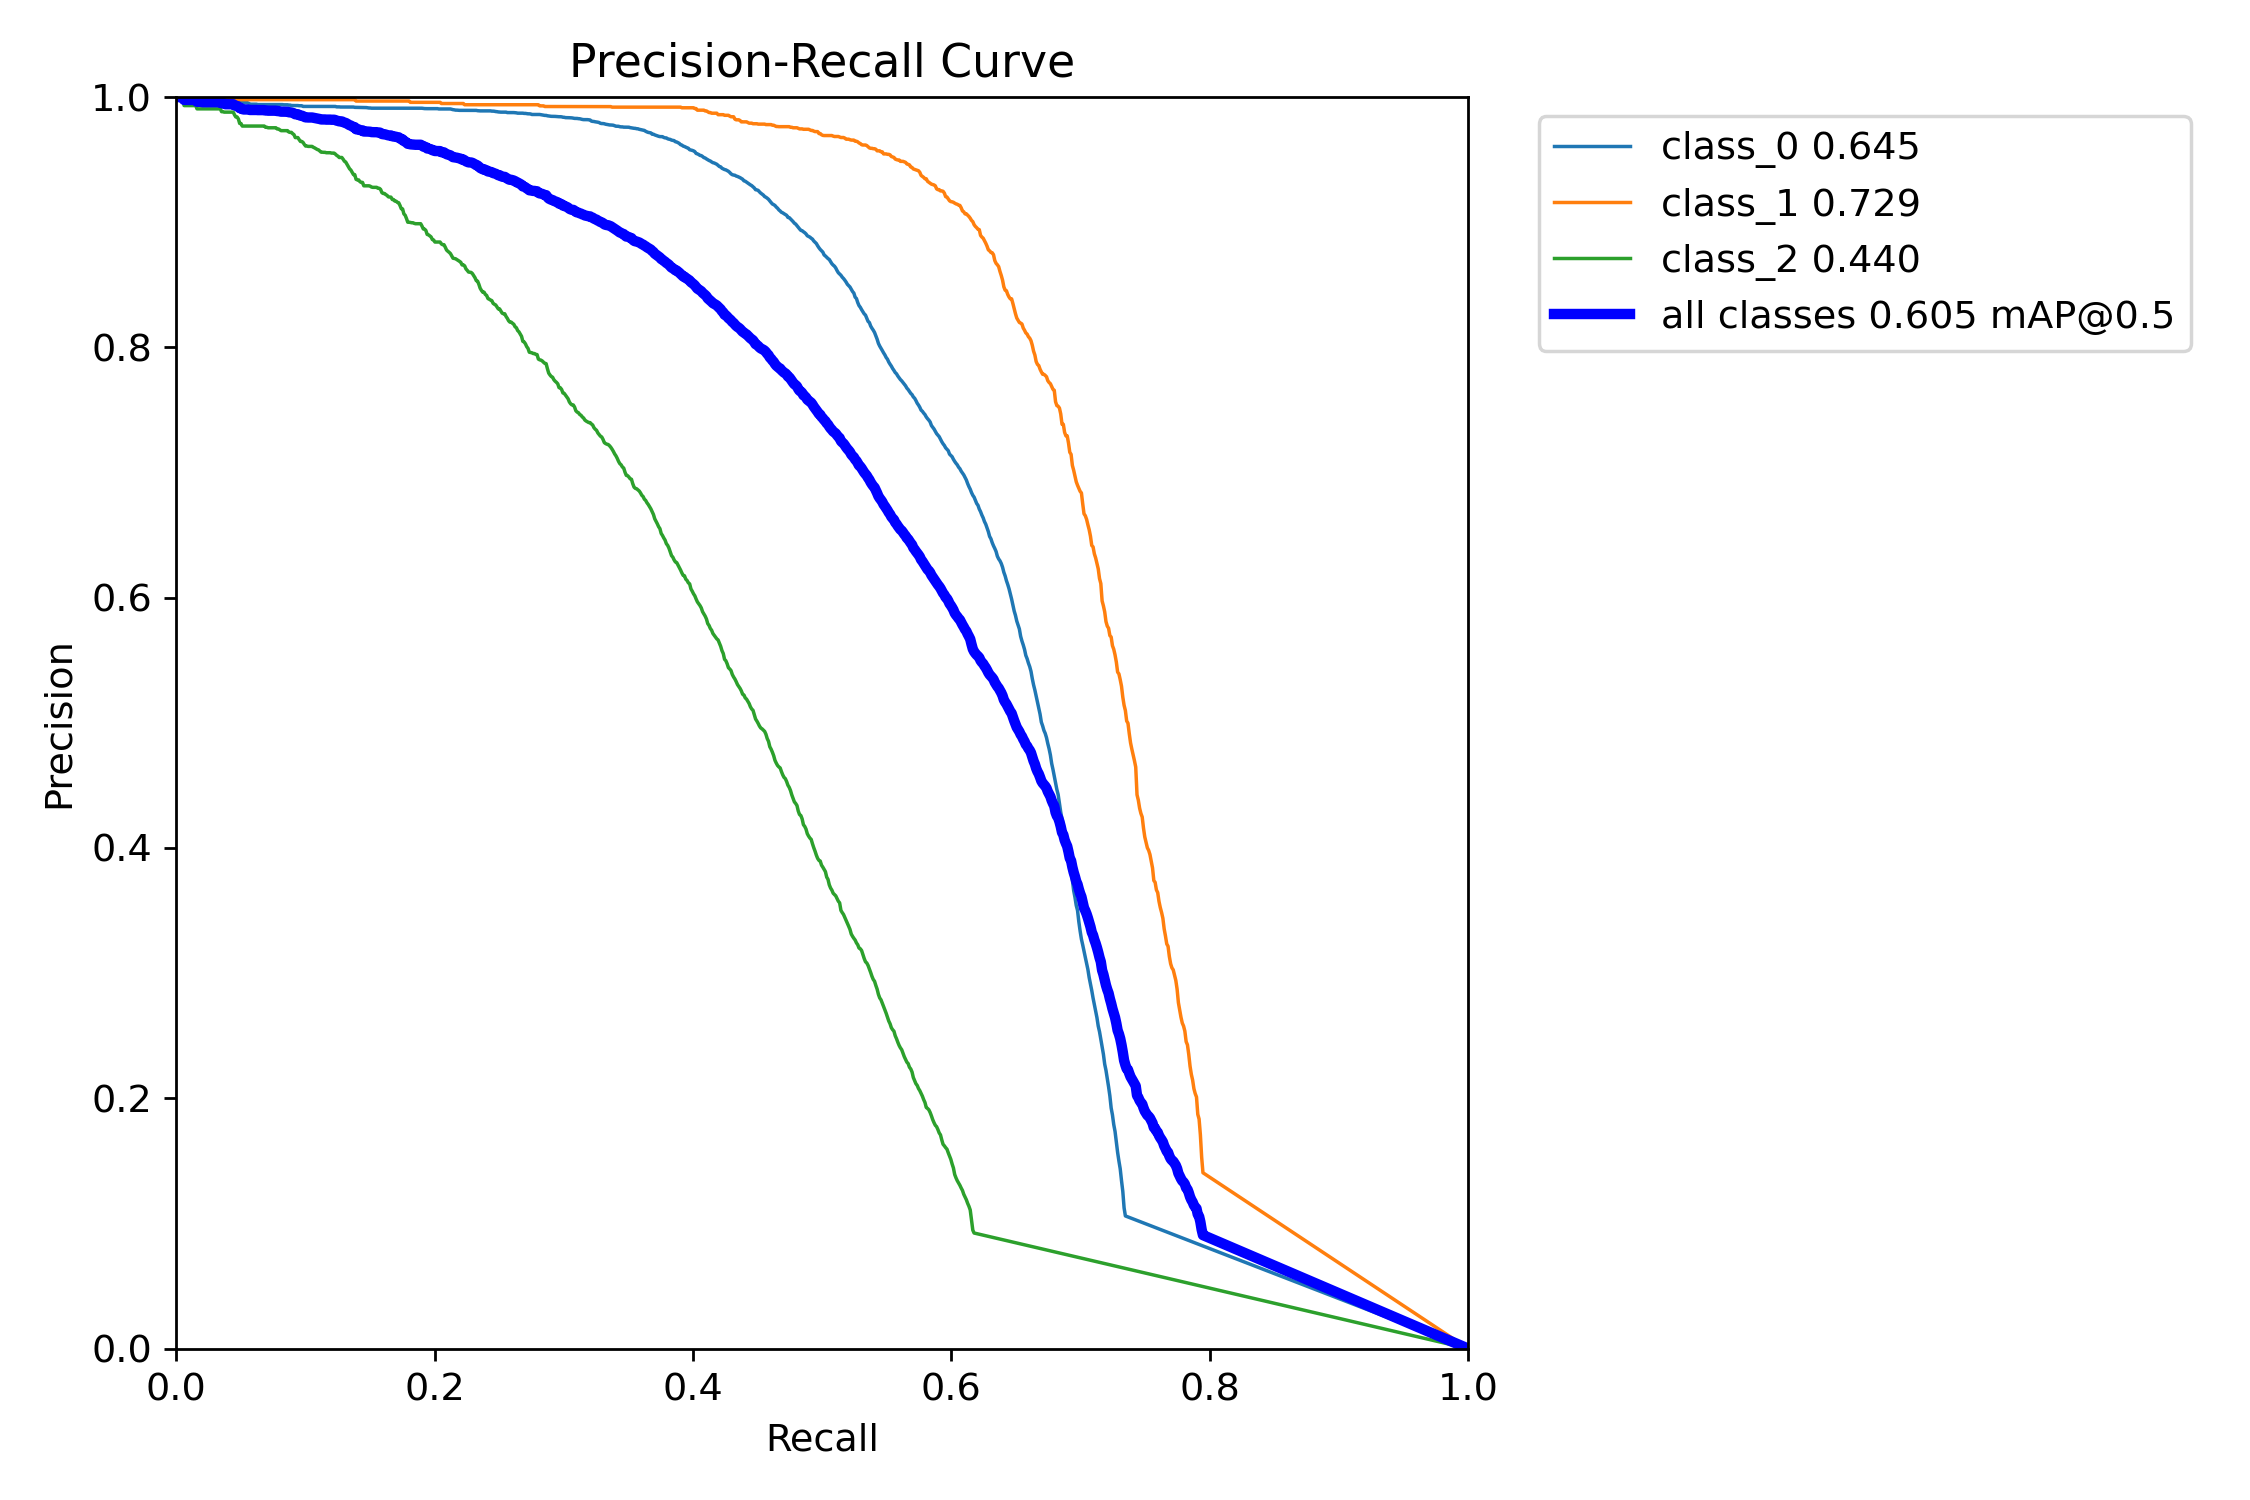 Precision-Recall Curve
1.0
0.8
0.6
0.4
0.2
0.0
Precision
0.0 0.2 0.4 0.6 0.8 1.0
Recall
class_0 0.645
class_1 0.729
class_2 0.440
all classes 0.605 mAP@0.5